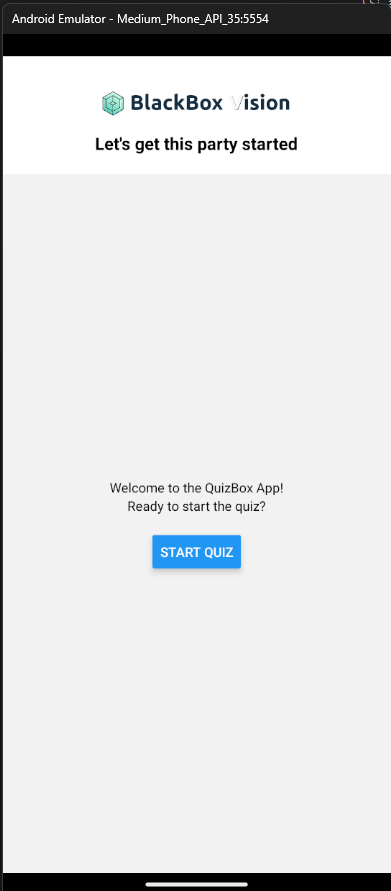 Android Emulator - Medium_Phone_API_35:5554
BlackBox Vision
Let's get this party started
Welcome to the QuizBox App!
Ready to start the quiz?
START QUIZ